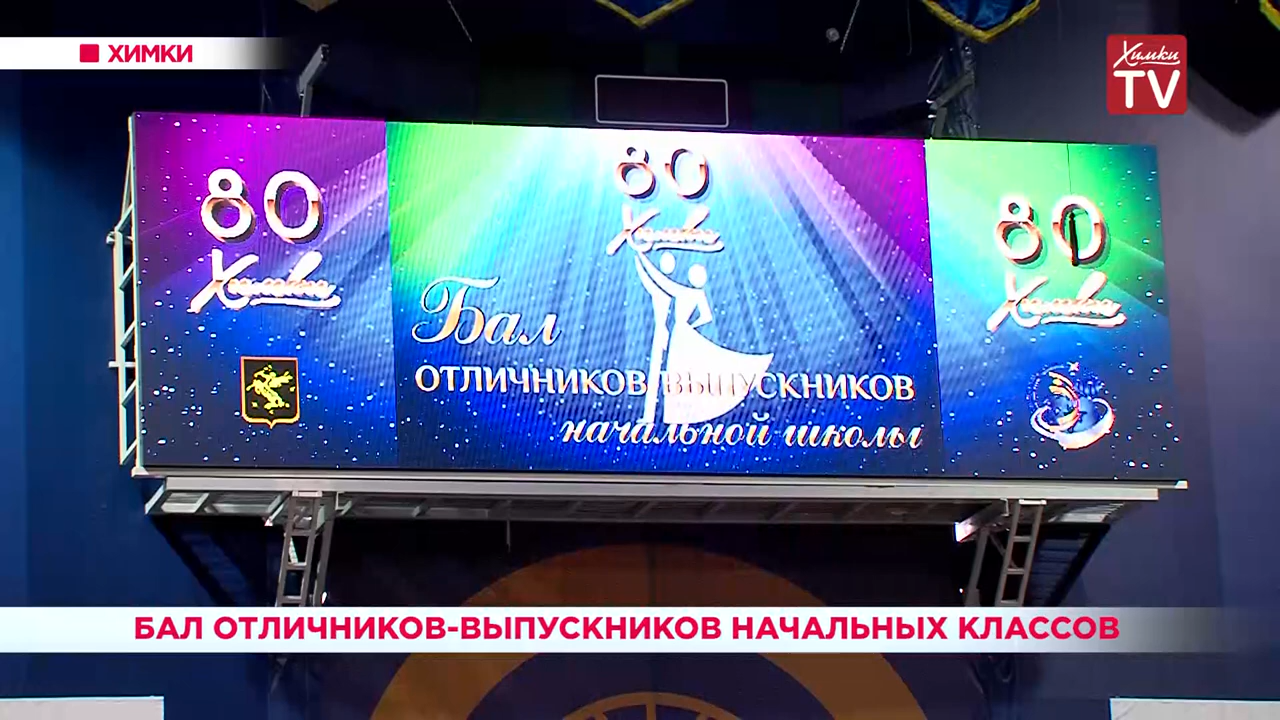 ХИМКИ
Химки
TV
80
Химки
80
Химки
80
Химки
Бал
ОТЛИЧНИКОВ ВЫПУСКНИКОВ
начальной школы
БАЛ ОТЛИЧНИКОВ-ВЫПУСКНИКОВ НАЧАЛЬНЫХ КЛАССОВ